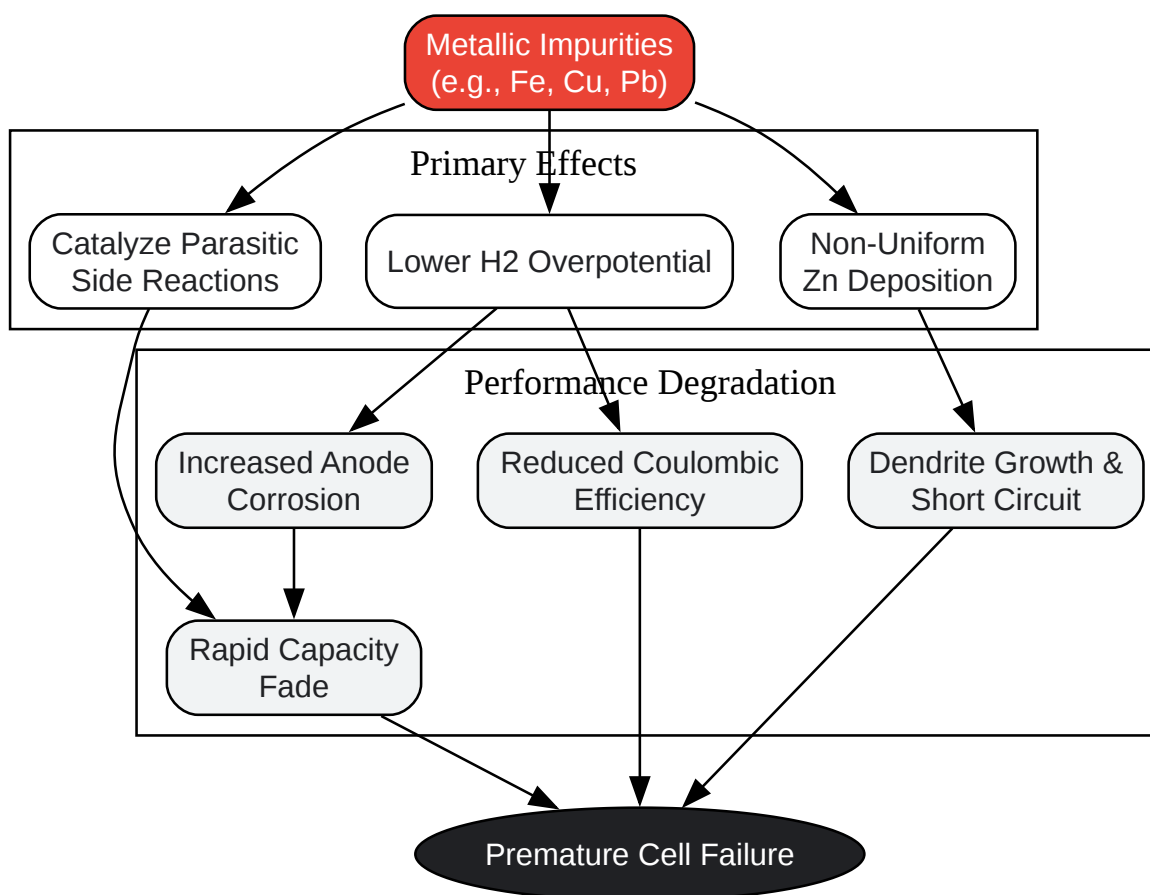 Metallic Impurities
(e.g., Fe, Cu, Pb)
Primary Effects
Catalyze Parasitic
Side Reactions
Lower H2 Overpotential
Non-Uniform
Zn Deposition
Performance Degradation
Increased Anode
Corrosion
Reduced Coulombic
Efficiency
Dendrite Growth &
Short Circuit
Rapid Capacity
Fade
Premature Cell Failure